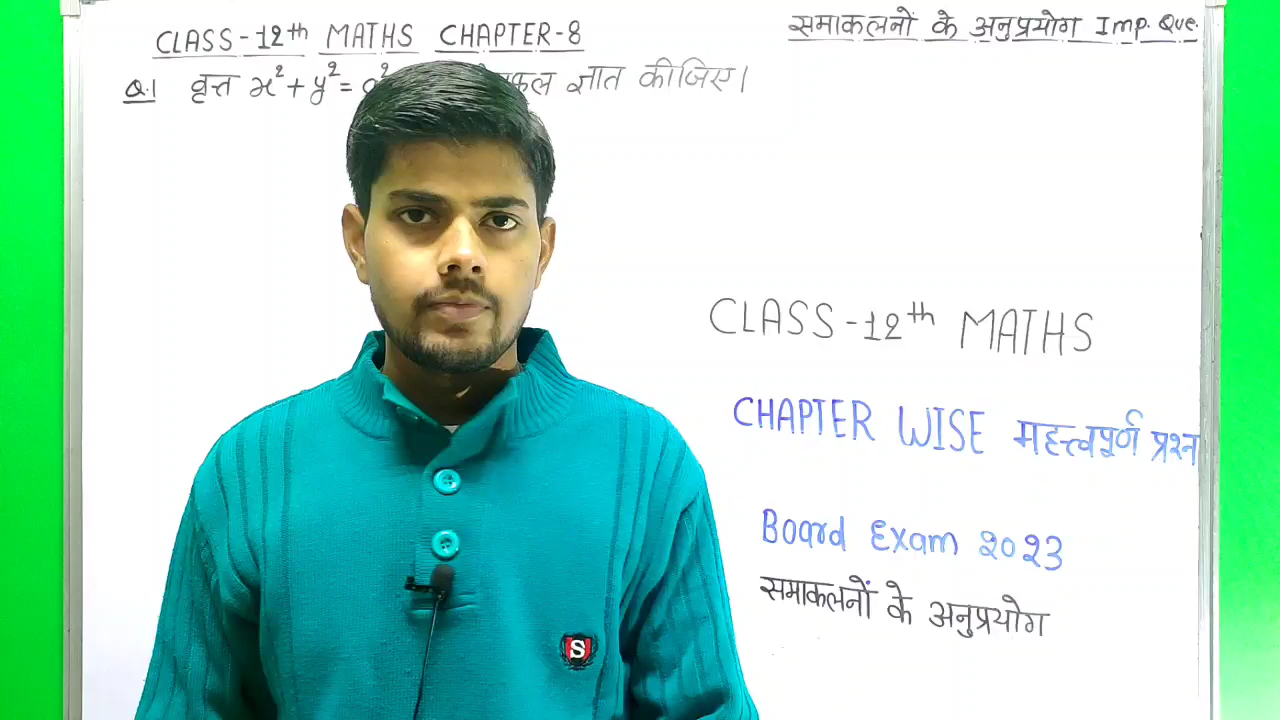 CLASS-12th MATHS CHAPTER-8
समाकलनों के अनुप्रयोग Imp. Que.
Q.1 वृत्त x²+y²= ज्ञात कीजिए।
CLASS-12th MATHS
CHAPTER WISE महत्त्वपूर्ण प्रश्न
Board Exam 2023
समाकलनों के अनुप्रयोग
S